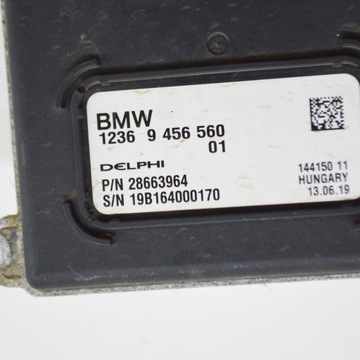 BMW
1236 9 456 560
01
DELPHI
P/N 28663964
S/N 19B164000170
144150 11
HUNGARY
13.06.19